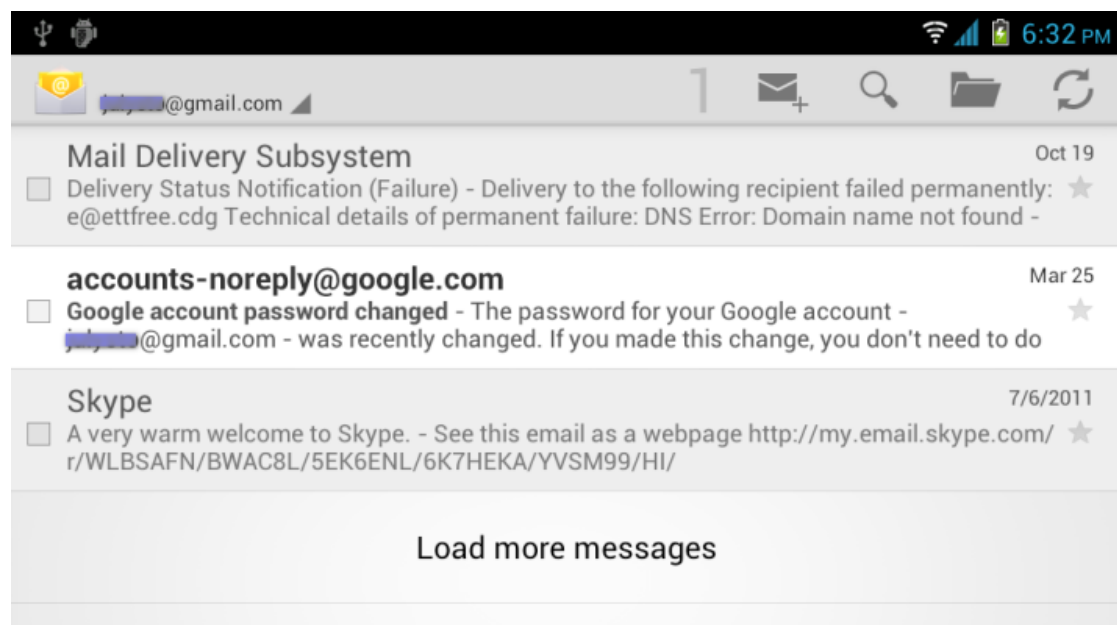 6:32 PM
@gmail.com
1
Mail Delivery Subsystem
Oct 19
Delivery Status Notification (Failure) - Delivery to the following recipient failed permanently:
e@ettfree.cdg Technical details of permanent failure: DNS Error: Domain name not found -
accounts-noreply@google.com
Mar 25
Google account password changed - The password for your Google account -
@gmail.com - was recently changed. If you made this change, you don't need to do
Skype
7/6/2011
A very warm welcome to Skype. - See this email as a webpage http://my.email.skype.com/
r/WLBSAFN/BWAC8L/5EK6ENL/6K7HEKA/YVSM99/HI/
Load more messages